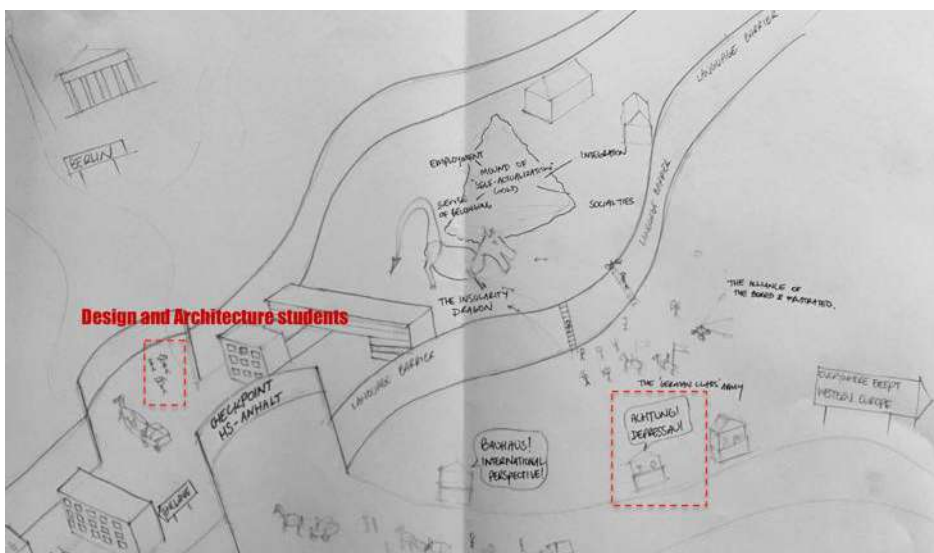 BERLIN
EMPLOYMENT
MOUND OF
"SELF-ACTUALIZATION"
(GOLD)
INTEGRATION
SENSE
OF BELONGING
SOCIAL TIES
LANGUAGE BARRIER
LANGUAGE BARRIER
THE INSULARITY
DRAGON
THE ALLIANCE OF
THE BORED & FRUSTRATED.
Design and Architecture students
CHECKPOINT
HS-ANHALT
LANGUAGE BARRIER
THE 'GERMAN CLASS' ARMY
EVERYWHERE EXCEPT
WESTERN EUROPE
ACHTUNG!
DEPRESSAU!
BAUHAUS!
INTERNATIONAL
PERSPECTIVE!